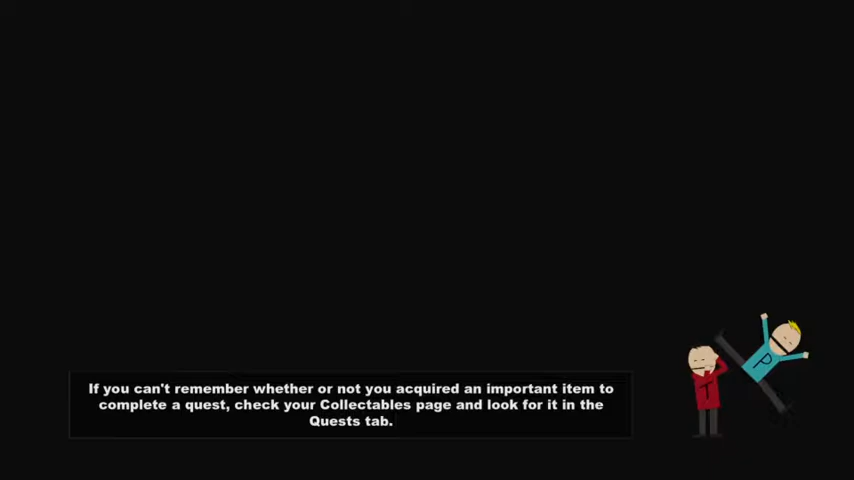 If you can't remember whether or not you acquired an important item to
complete a quest, check your Collectables page and look for it in the
Quests tab.
T
P